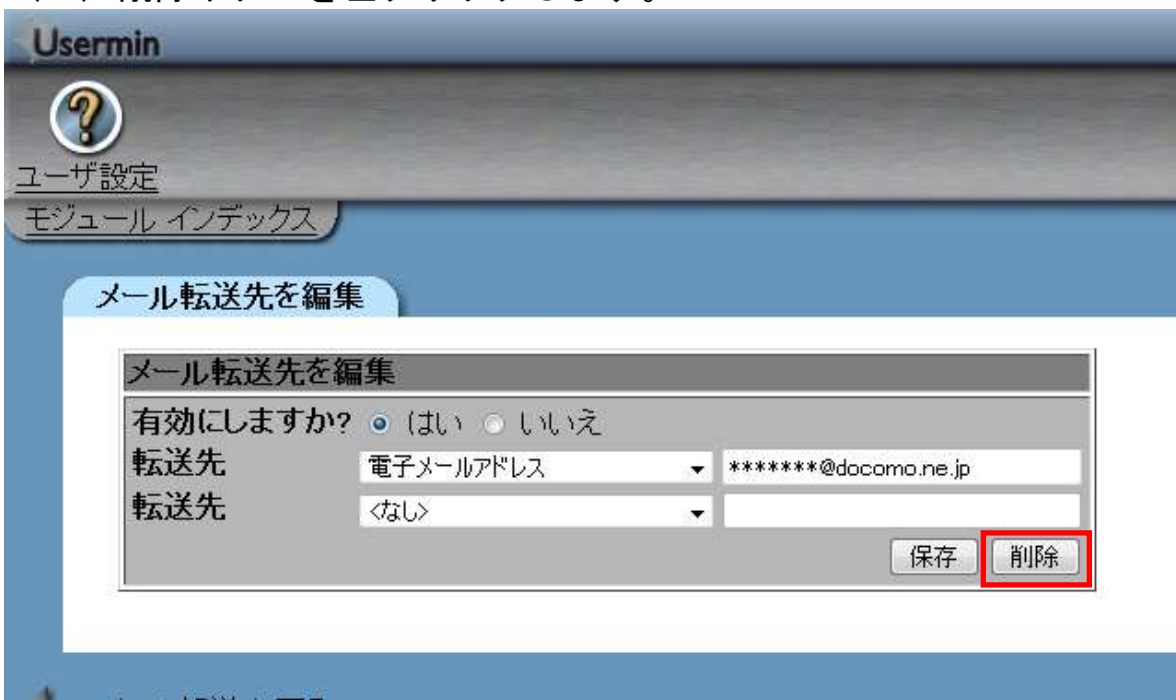 Usermin
ユーザ設定
モジュール インデックス
メール転送先を編集
メール転送先を編集
有効にしますか? はい いいえ
転送先 電子メールアドレス *******@docomo.ne.jp
転送先 <なし>
保存 削除